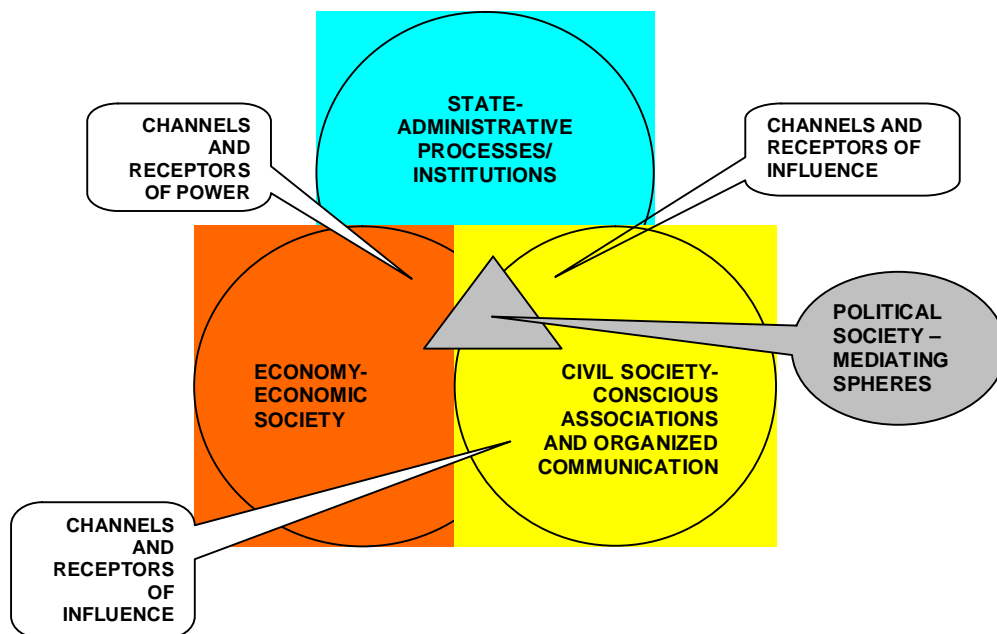 STATE-
ADMINISTRATIVE
PROCESSES/
INSTITUTIONS
CHANNELS
AND
RECEPTORS
OF POWER
CHANNELS AND
RECEPTORS OF
INFLUENCE
POLITICAL
SOCIETY –
MEDIATING
SPHERES
ECONOMY-
ECONOMIC
SOCIETY
CIVIL SOCIETY-
CONSCIOUS
ASSOCIATIONS
AND ORGANIZED
COMMUNICATION
CHANNELS
AND
RECEPTORS
OF
INFLUENCE